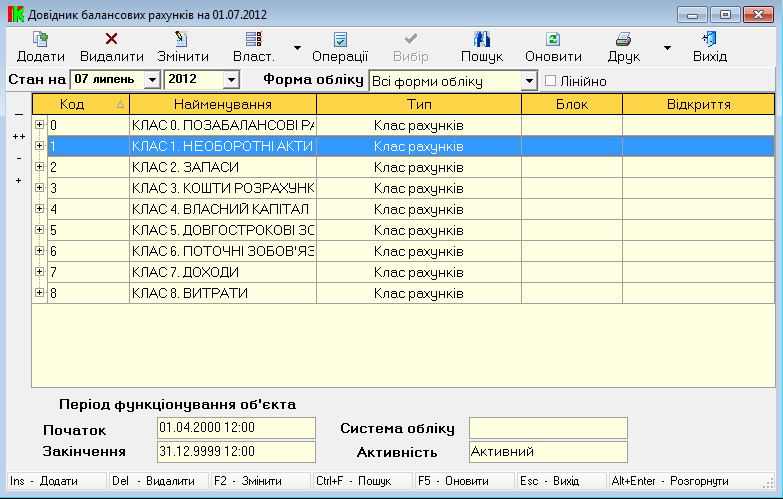 Довідник балансових рахунків на 01.07.2012
Додати Видалити Змінити Власт. Операції Вибір Пошук Оновити Друк Вихід
Стан на 07 липень 2012 Форма обліку Всі форми обліку Лінійно
Код Найменування Тип Блок Відкриття
0 КЛАС 0. ПОЗАБАЛАНСОВІ РА Клас рахунків
1 КЛАС 1. НЕОБОРОТНІ АКТИ Клас рахунків
2 КЛАС 2. ЗАПАСИ Клас рахунків
3 КЛАС 3. КОШТИ РОЗРАХУНК Клас рахунків
4 КЛАС 4. ВЛАСНИЙ КАПІТАЛ Клас рахунків
5 КЛАС 5. ДОВГОСТРОКОВІ ЗО Клас рахунків
6 КЛАС 6. ПОТОЧНІ ЗОБОВ'ЯЗ Клас рахунків
7 КЛАС 7. ДОХОДИ Клас рахунків
8 КЛАС 8. ВИТРАТИ Клас рахунків
Період функціонування об'єкта
Початок 01.04.2000 12:00 Система обліку
Закінчення 31.12.9999 12:00 Активність Активний
Ins - Додати Del - Видалити F2 - Змінити Ctrl+F - Пошук F5 - Оновити Esc - Вихід Alt+Enter - Розгорнути